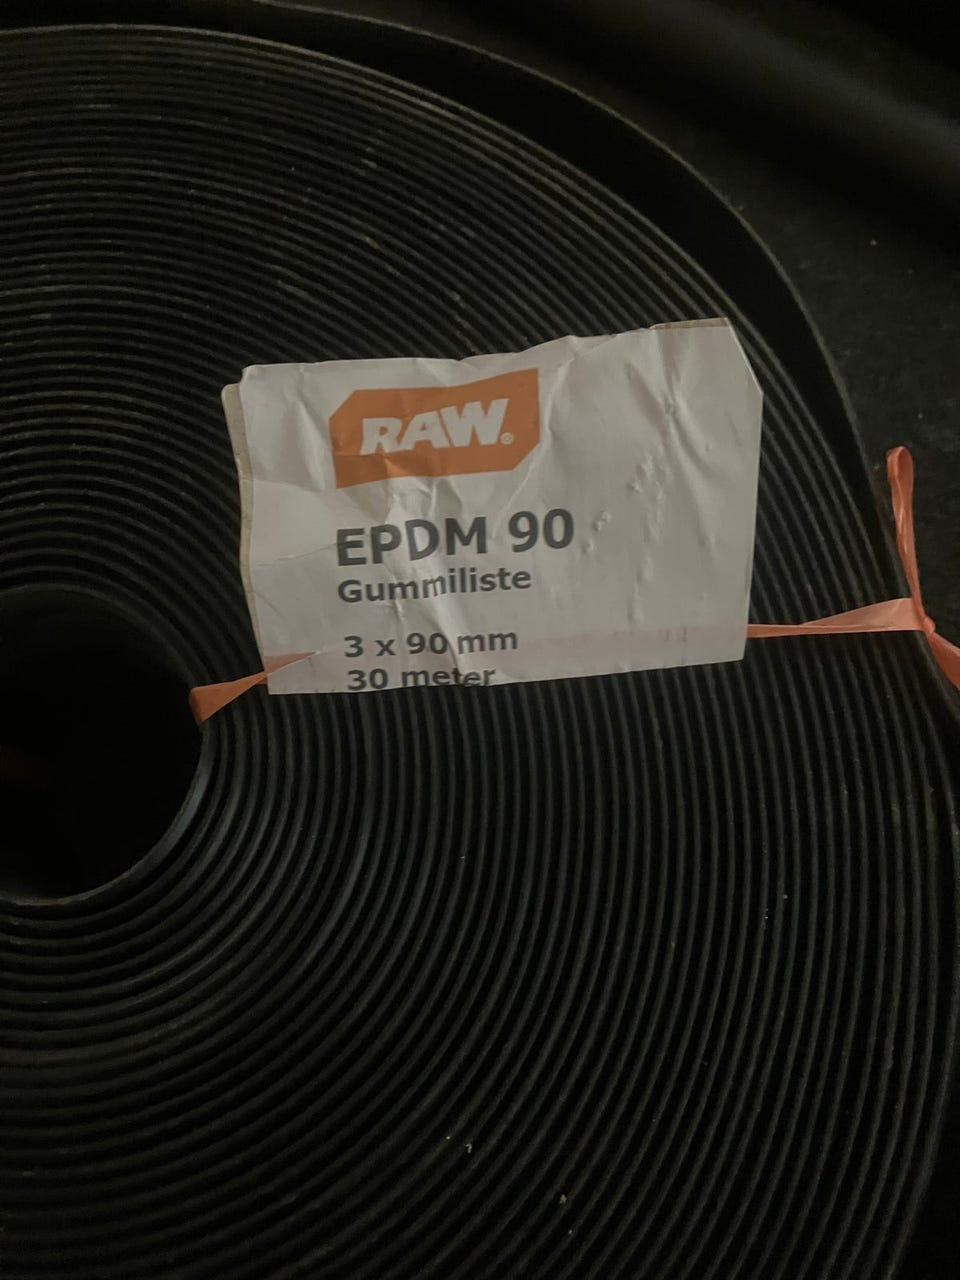 RAW®
EPDM 90
Gummiliste
3 x 90 mm
30 meter